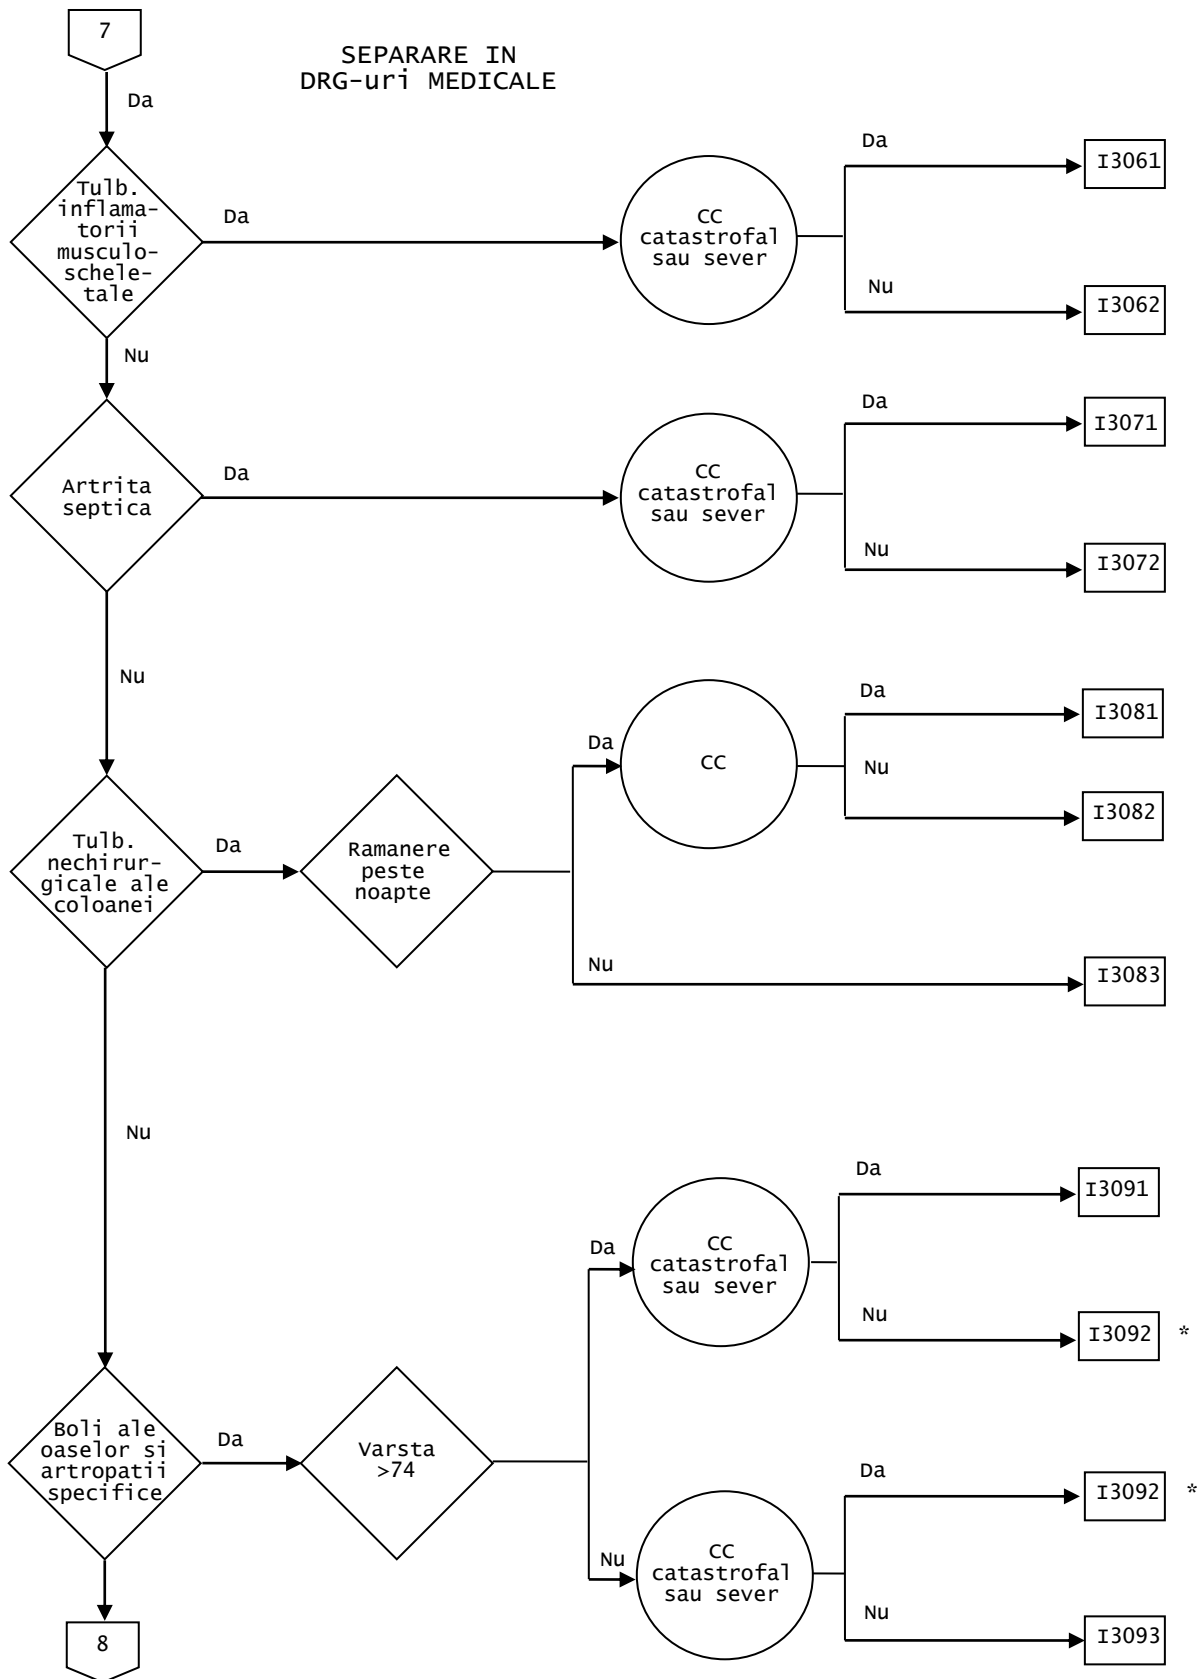 7
SEPARARE IN
DRG-uri MEDICALE
Da
Tulb.
inflama-
torii
musculo-
schele-
tale
Da
CC
catastrofal
sau sever
Da
I3061
Nu
I3062
Nu
Artrita
septica
Da
CC
catastrofal
sau sever
Da
I3071
Nu
I3072
Nu
Tulb.
nechirur-
gicale ale
coloanei
Da
Ramanere
peste
noapte
Da
CC
Da
I3081
Nu
I3082
Nu
I3083
Nu
Boli ale
oaselor si
artropatii
specifice
Da
Varsta
>74
Da
CC
catastrofal
sau sever
Da
I3091
Nu
I3092 *
Nu
CC
catastrofal
sau sever
Da
I3092 *
Nu
I3093
8